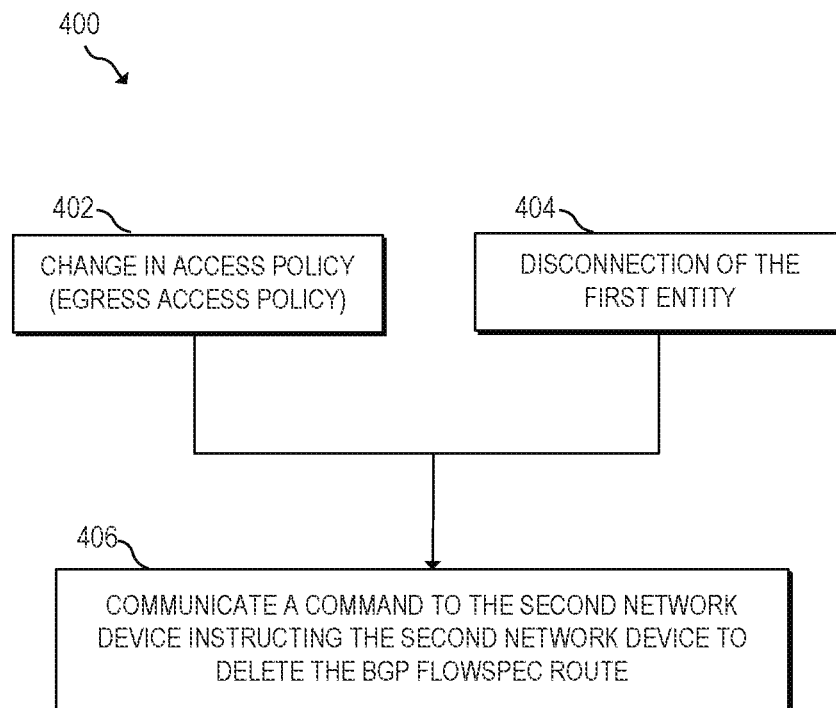 400
402
404
CHANGE IN ACCESS POLICY
(EGRESS ACCESS POLICY)
DISCONNECTION OF THE
FIRST ENTITY
406
COMMUNICATE A COMMAND TO THE SECOND NETWORK
DEVICE INSTRUCTING THE SECOND NETWORK DEVICE TO
DELETE THE BGP FLOWSPEC ROUTE